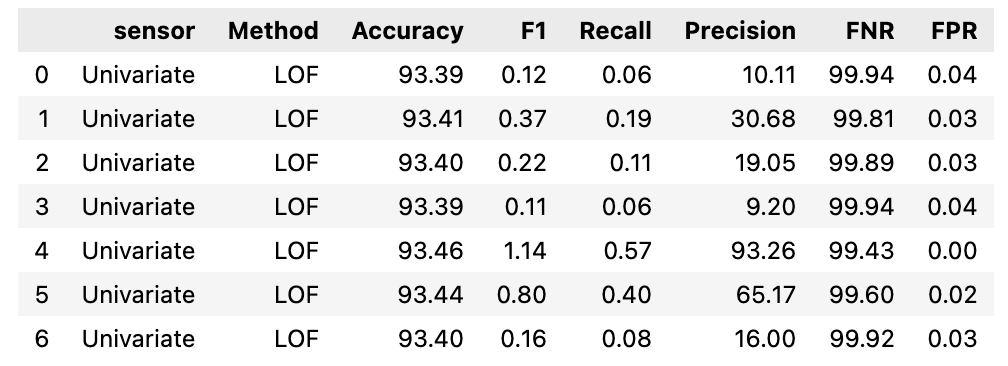 sensor Method Accuracy F1 Recall Precision FNR FPR
0 Univariate LOF 93.39 0.12 0.06 10.11 99.94 0.04
1 Univariate LOF 93.41 0.37 0.19 30.68 99.81 0.03
2 Univariate LOF 93.40 0.22 0.11 19.05 99.89 0.03
3 Univariate LOF 93.39 0.11 0.06 9.20 99.94 0.04
4 Univariate LOF 93.46 1.14 0.57 93.26 99.43 0.00
5 Univariate LOF 93.44 0.80 0.40 65.17 99.60 0.02
6 Univariate LOF 93.40 0.16 0.08 16.00 99.92 0.03